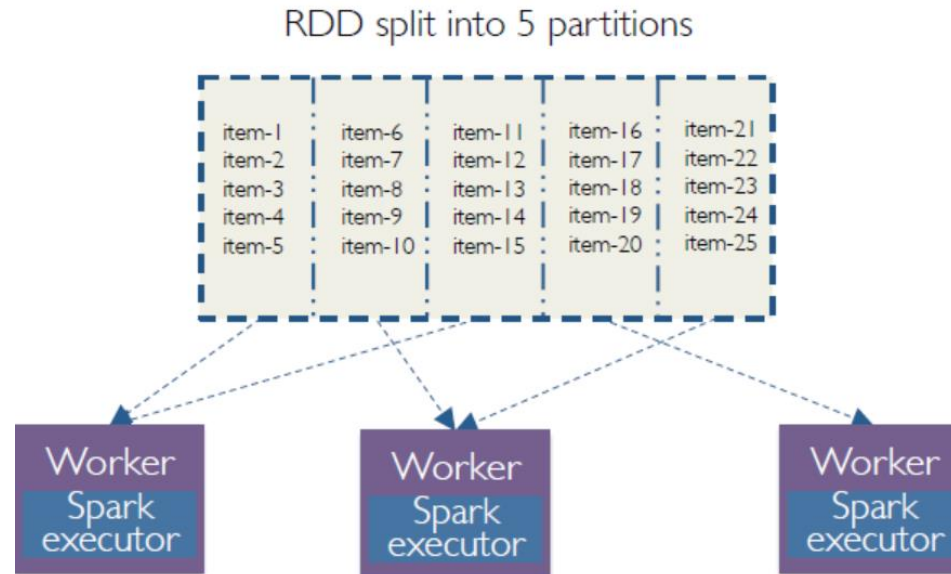 RDD split into 5 partitions
item-1
item-2
item-3
item-4
item-5
item-6
item-7
item-8
item-9
item-10
item-11
item-12
item-13
item-14
item-15
item-16
item-17
item-18
item-19
item-20
item-21
item-22
item-23
item-24
item-25
Worker
Spark
executor
Worker
Spark
executor
Worker
Spark
executor